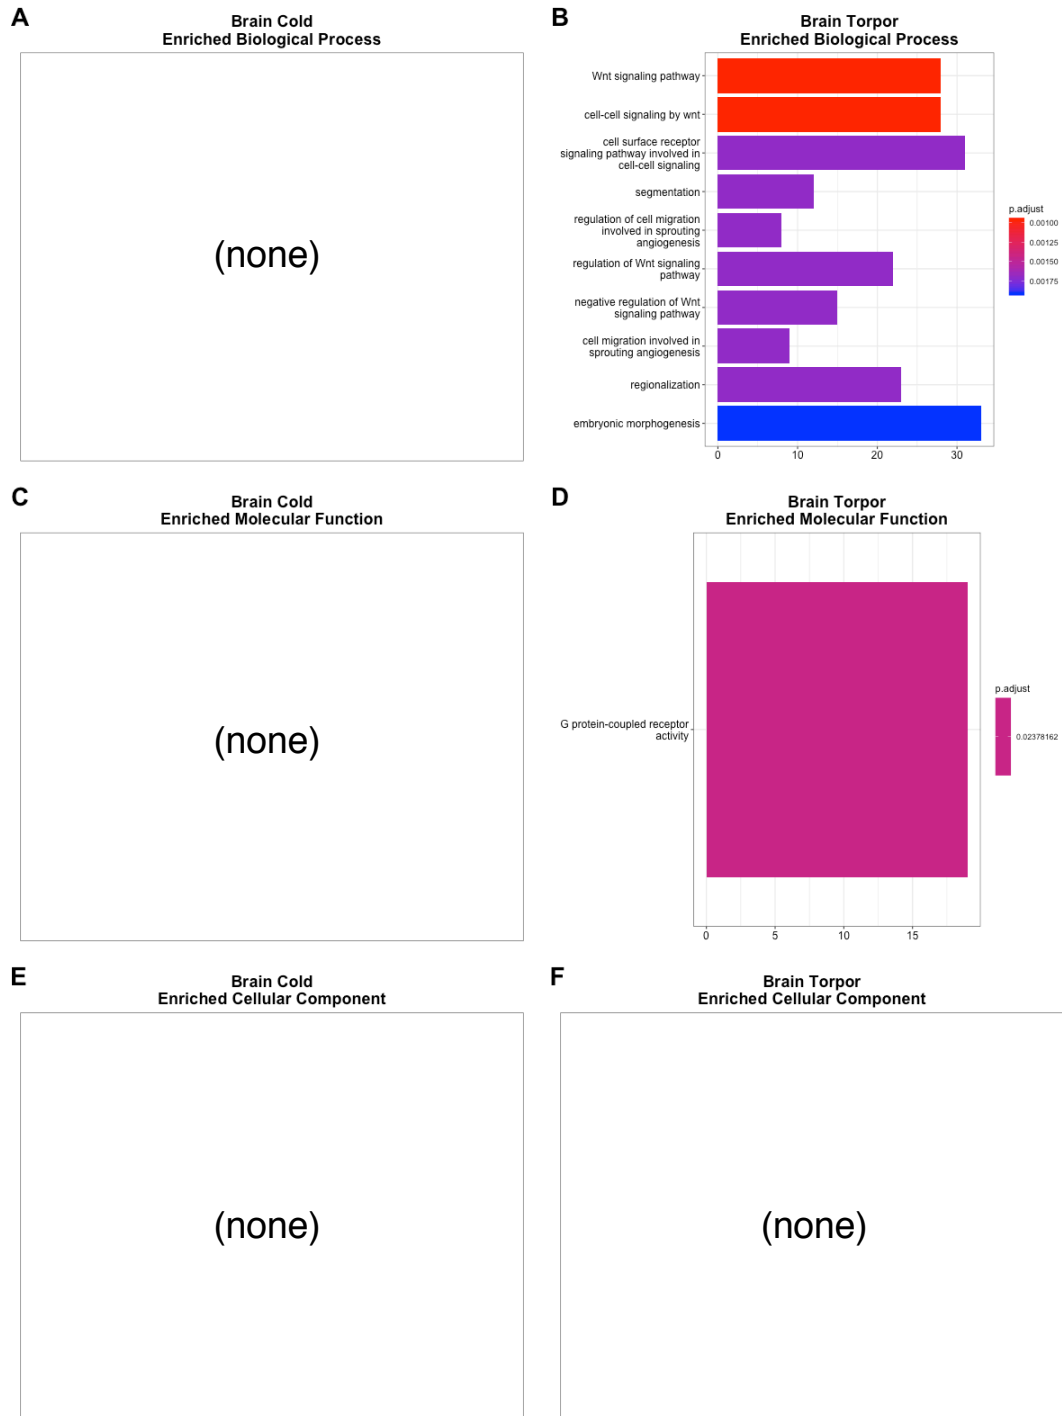 A
Brain Cold
Enriched Biological Process
(none)
B
Brain Torpor
Enriched Biological Process
Wnt signaling pathway
cell-cell signaling by wnt
cell surface receptor
signaling pathway involved in
cell-cell signaling
segmentation
regulation of cell migration
involved in sprouting
angiogenesis
regulation of Wnt signaling
pathway
negative regulation of Wnt
signaling pathway
cell migration involved in
sprouting angiogenesis
regionalization
embryonic morphogenesis
0 10 20 30
p.adjust
0.00100
0.00125
0.00150
0.00175
C
Brain Cold
Enriched Molecular Function
(none)
D
Brain Torpor
Enriched Molecular Function
G protein-coupled receptor
activity
0 5 10 15
p.adjust
0.02378162
E
Brain Cold
Enriched Cellular Component
(none)
F
Brain Torpor
Enriched Cellular Component
(none)